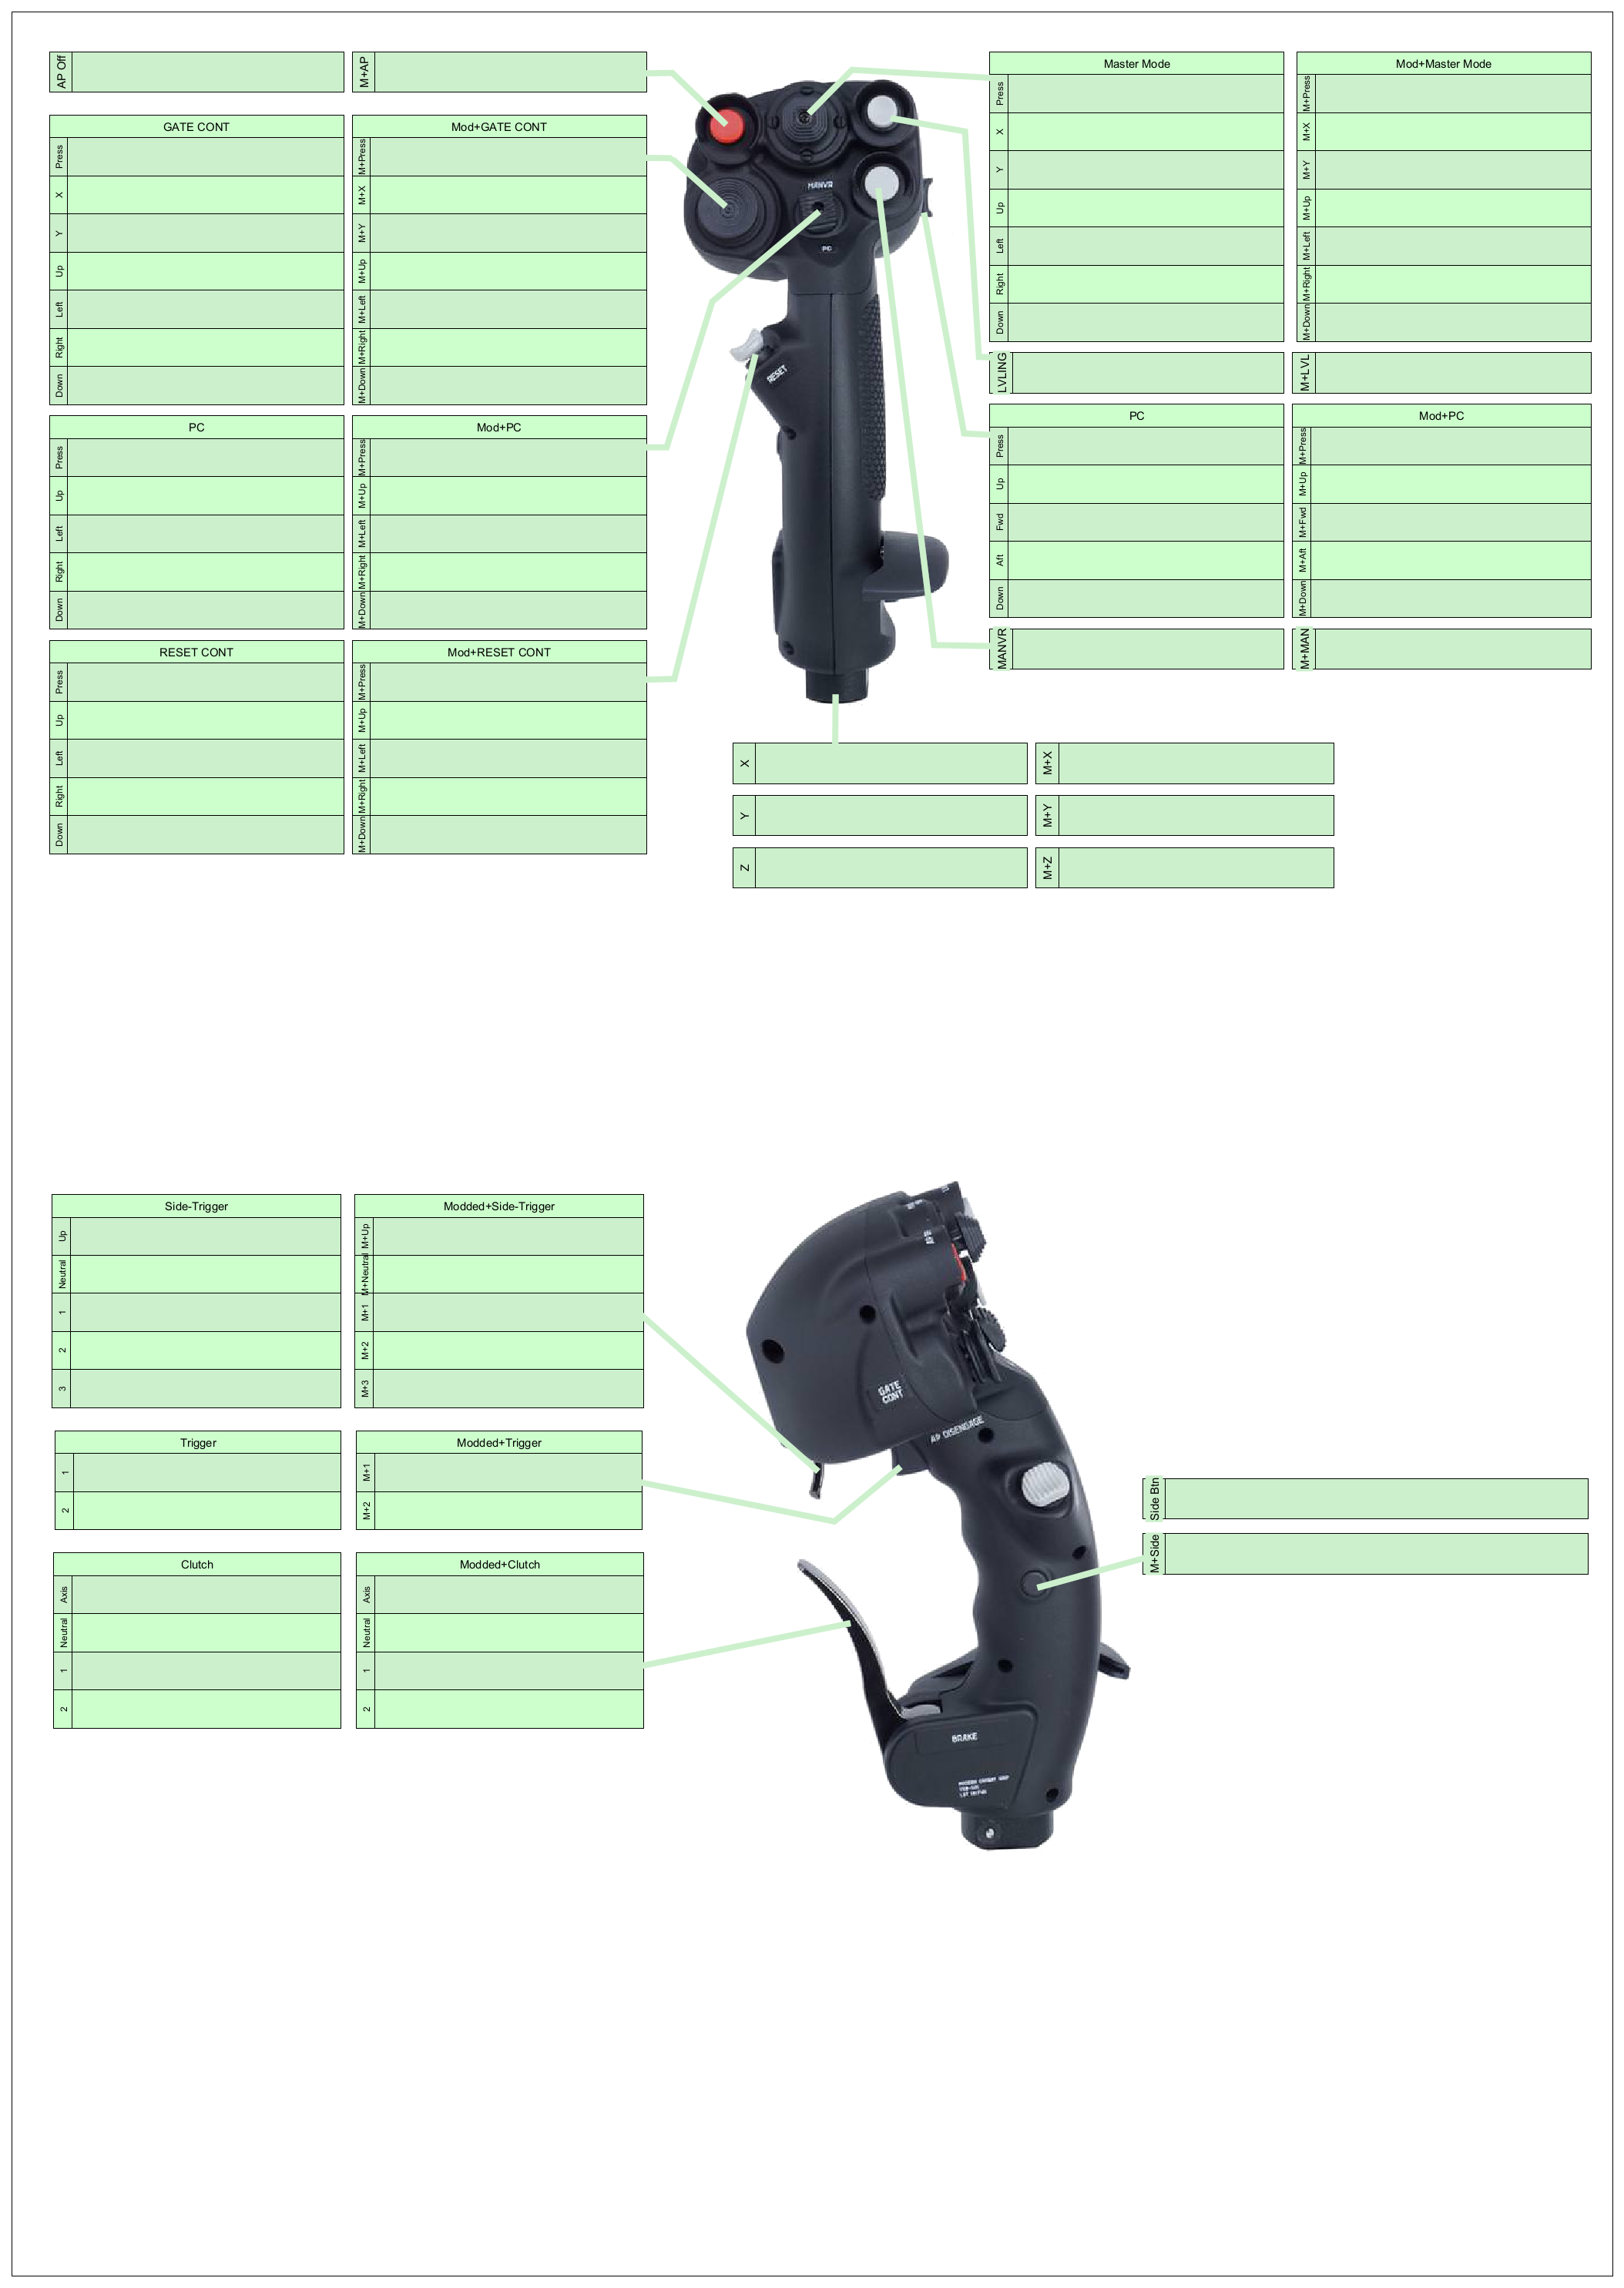 AP Off
M+AP
GATE CONT
Press
X
Y
Up
Left
Right
Down
Mod+GATE CONT
M+Press
M+X
M+Y
M+Up
M+Left
M+Right
M+Down
PC
Press
Up
Left
Right
Down
Mod+PC
M+Press
M+Up
M+Left
M+Right
M+Down
RESET CONT
Press
Up
Left
Right
Down
Mod+RESET CONT
M+Press
M+Up
M+Left
M+Right
M+Down
MANVR
PC
RESET
Master Mode
Press
X
Y
Up
Left
Right
Down
Mod+Master Mode
M+Press
M+X
M+Y
M+Up
M+Left
M+Right
M+Down
LVLING
M+LVL
PC
Press
Up
Fwd
Aft
Down
Mod+PC
M+Press
M+Up
M+Fwd
M+Aft
M+Down
MANVR
M+MAN
X
M+X
Y
M+Y
Z
M+Z
Side-Trigger
Up
Neutral
1
2
3
Modded+Side-Trigger
M+Up
M+Neutral
M+1
M+2
M+3
Trigger
1
2
Modded+Trigger
M+1
M+2
Clutch
Axis
Neutral
1
2
Modded+Clutch
Axis
Neutral
1
2
GATE
CONT
AP DISENGAGE
BRAKE
Side Btn
M+Side